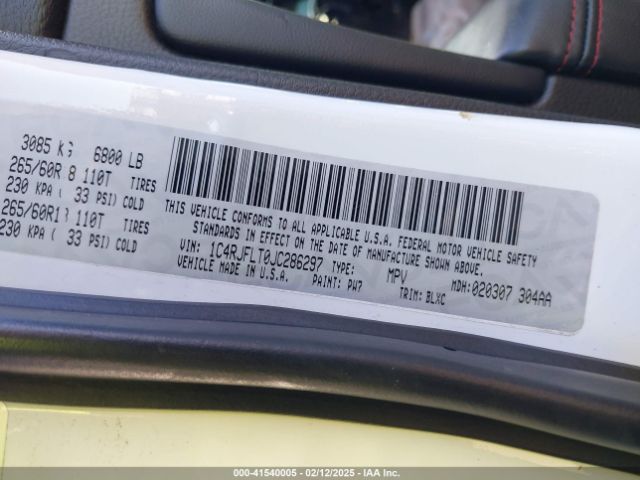 3085 KG 6800 LB
265/60R 8 110T TIRES
230 KPA ( 33 PSI) COLD
265/60R1 110T TIRES
230 KPA ( 33 PSI) COLD
THIS VEHICLE CONFORMS TO ALL APPLICABLE U.S.A. FEDERAL MOTOR VEHICLE SAFETY
STANDARDS IN EFFECT ON THE DATE OF MANUFACTURE SHOWN ABOVE.
VIN: 1C4RJFLT0JC286297 TYPE: MPV MDH:020307 304AA
VEHICLE MADE IN U.S.A. PAINT: PW7 TRIM: BLXC
000-41540005 - 02/12/2025 - IAA Inc.